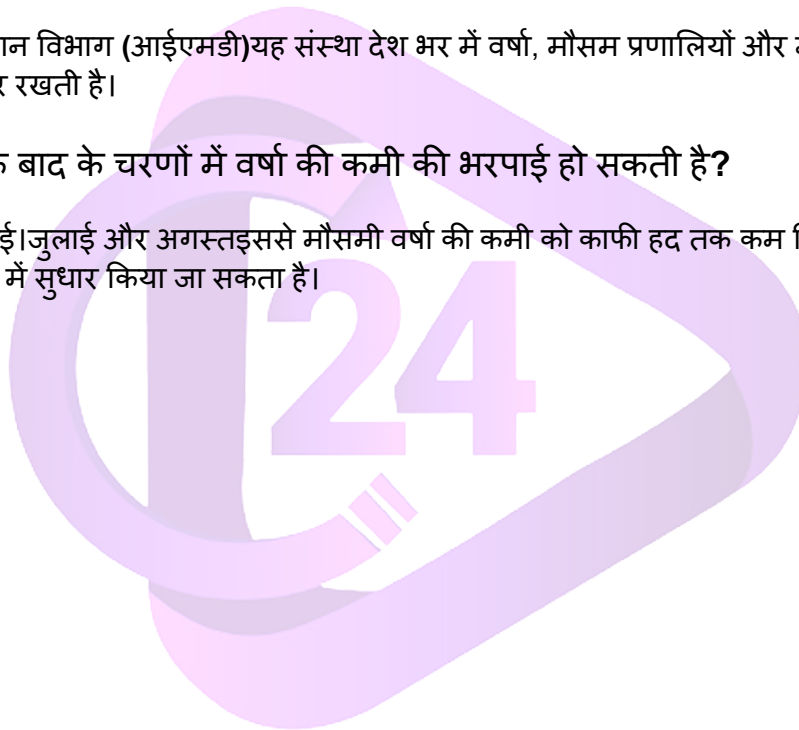 विभाग (आईएमडी)यह संस्था देश भर में वर्षा, मौसम प्रणालियों और
रखती है।
बाद के चरणों में वर्षा की कमी की भरपाई हो सकती है?
जुलाई और अगस्तइससे मौसमी वर्षा की कमी को काफी हद तक कम
में सुधार किया जा सकता है।
24